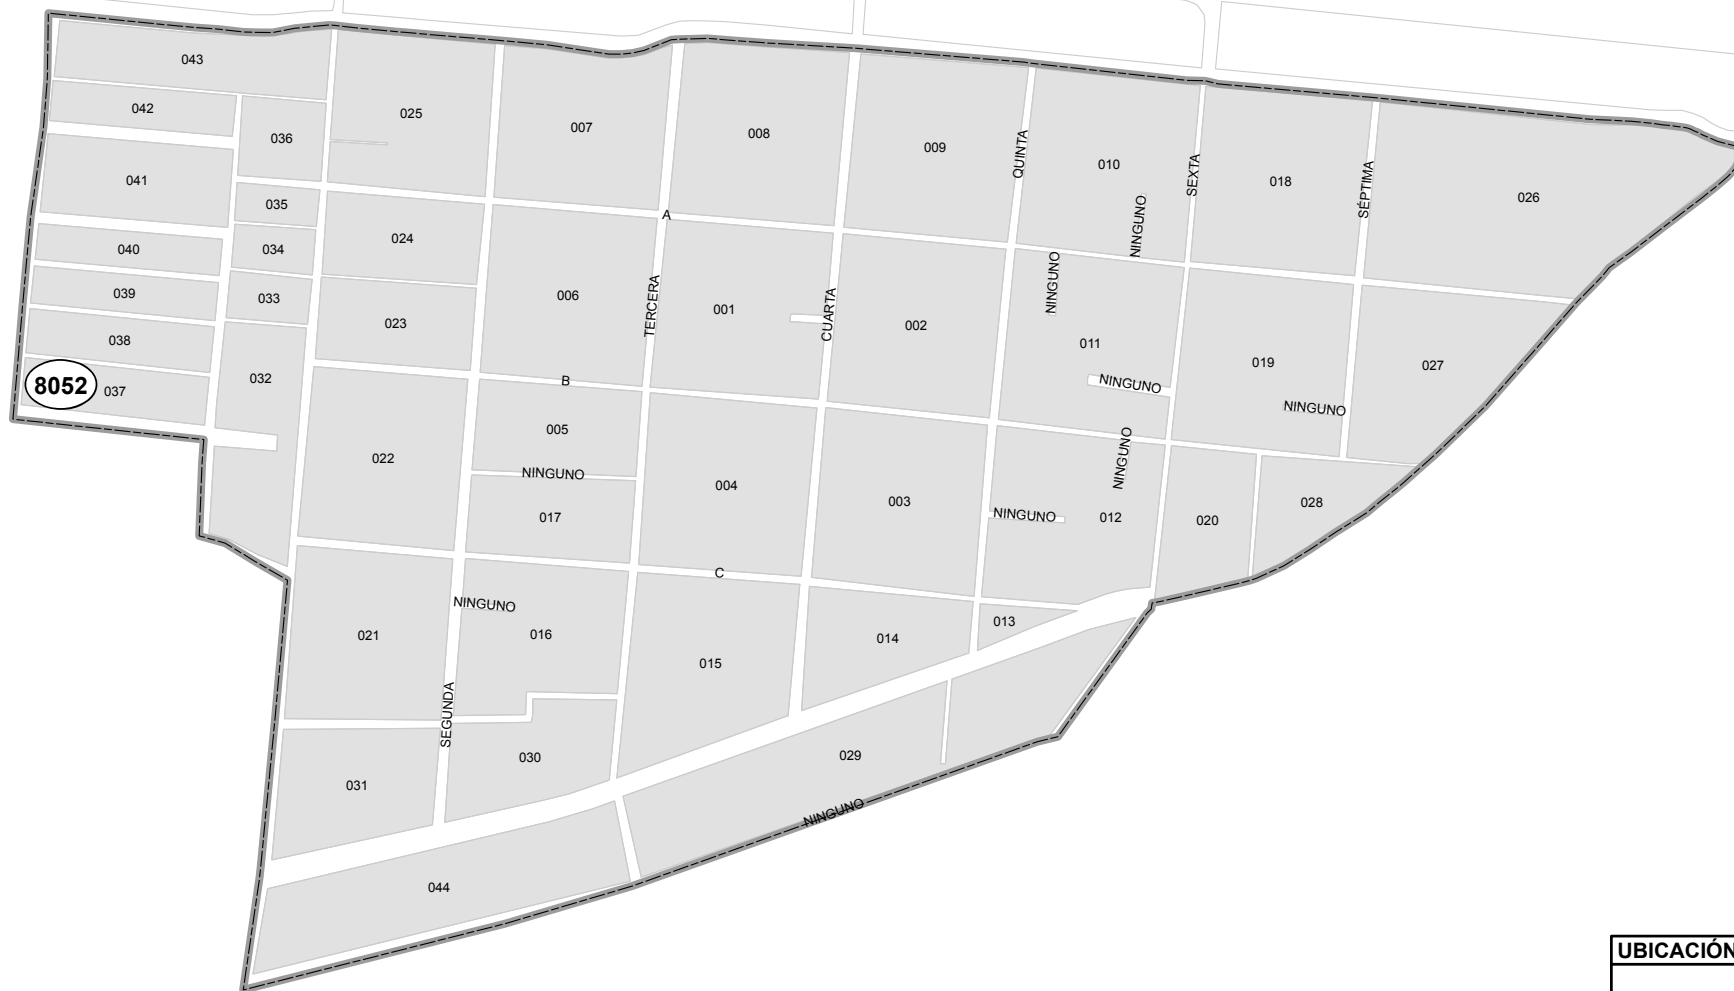 043
042
036
025
007
008
009
QUINTA
010
SEXTA
018
SÉPTIMA
026
041
035
A
NINGUNO
040
034
024
039
033
006
TERCERA
001
CUARTA
002
NINGUNO
011
038
023
019
027
8052
037
032
B
NINGUNO
NINGUNO
005
022
NINGUNO
004
003
NINGUNO
017
NINGUNO
012
020
028
C
NINGUNO
021
016
015
014
013
SEGUNDA
031
030
029
NINGUNO
044
UBICACIÓN